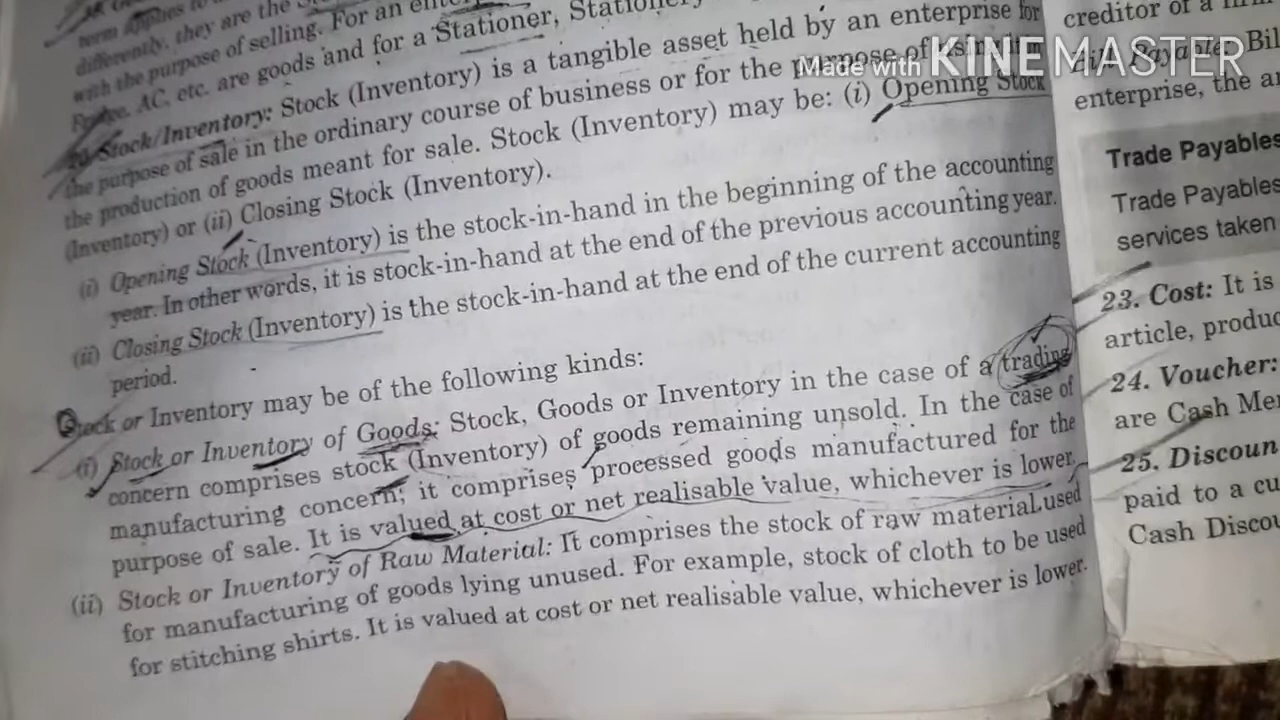 term applies to
differently, they are the
with the purpose of selling. For an
AC, etc. are goods and for a Stationer,
Stock/Inventory: Stock (Inventory) is a tangible asset held by an enterprise for
the purpose of sale in the ordinary course of business or for the purpose of
the production of goods meant for sale. Stock (Inventory) may be: (i) Opening Stock
(Inventory) or (ii) Closing Stock (Inventory).
(i) Opening Stock (Inventory) is the stock-in-hand in the beginning of the accounting
year. In other words, it is stock-in-hand at the end of the previous accounting year.
(ii) Closing Stock (Inventory) is the stock-in-hand at the end of the current accounting
period.
Stock or Inventory may be of the following kinds:
(i) Stock or Inventory of Goods: Stock, Goods or Inventory in the case of a trading
concern comprises stock (Inventory) of goods remaining unsold. In the case of
manufacturing concern, it comprises processed goods manufactured for the
purpose of sale. It is valued at cost or net realisable value, whichever is lower.
(ii) Stock or Inventory of Raw Material: It comprises the stock of raw material used
for manufacturing of goods lying unused. For example, stock of cloth to be used
for stitching shirts. It is valued at cost or net realisable value, whichever is lower.
creditor of a
Payable: Bil
enterprise, the
Trade Payables
Trade Payables
services taken
23. Cost: It is
article, produc
24. Voucher:
are Cash Me
25. Discoun
paid to a cu
Cash Discou
Made with KINEMASTER